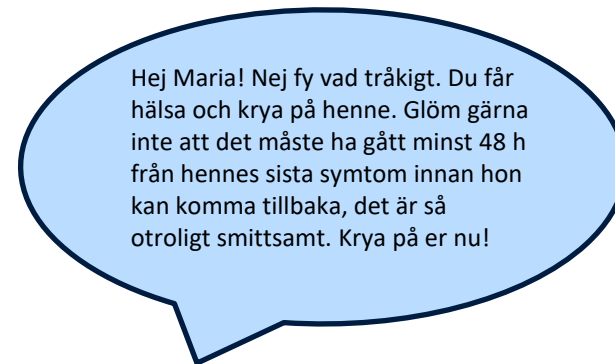 Hej Maria! Nej fy vad tråkigt. Du får
hälsa och krya på henne. Glöm gärna
inte att det måste ha gått minst 48 h
från hennes sista symtom innan hon
kan komma tillbaka, det är så
otroligt smittsamt. Krya på er nu!